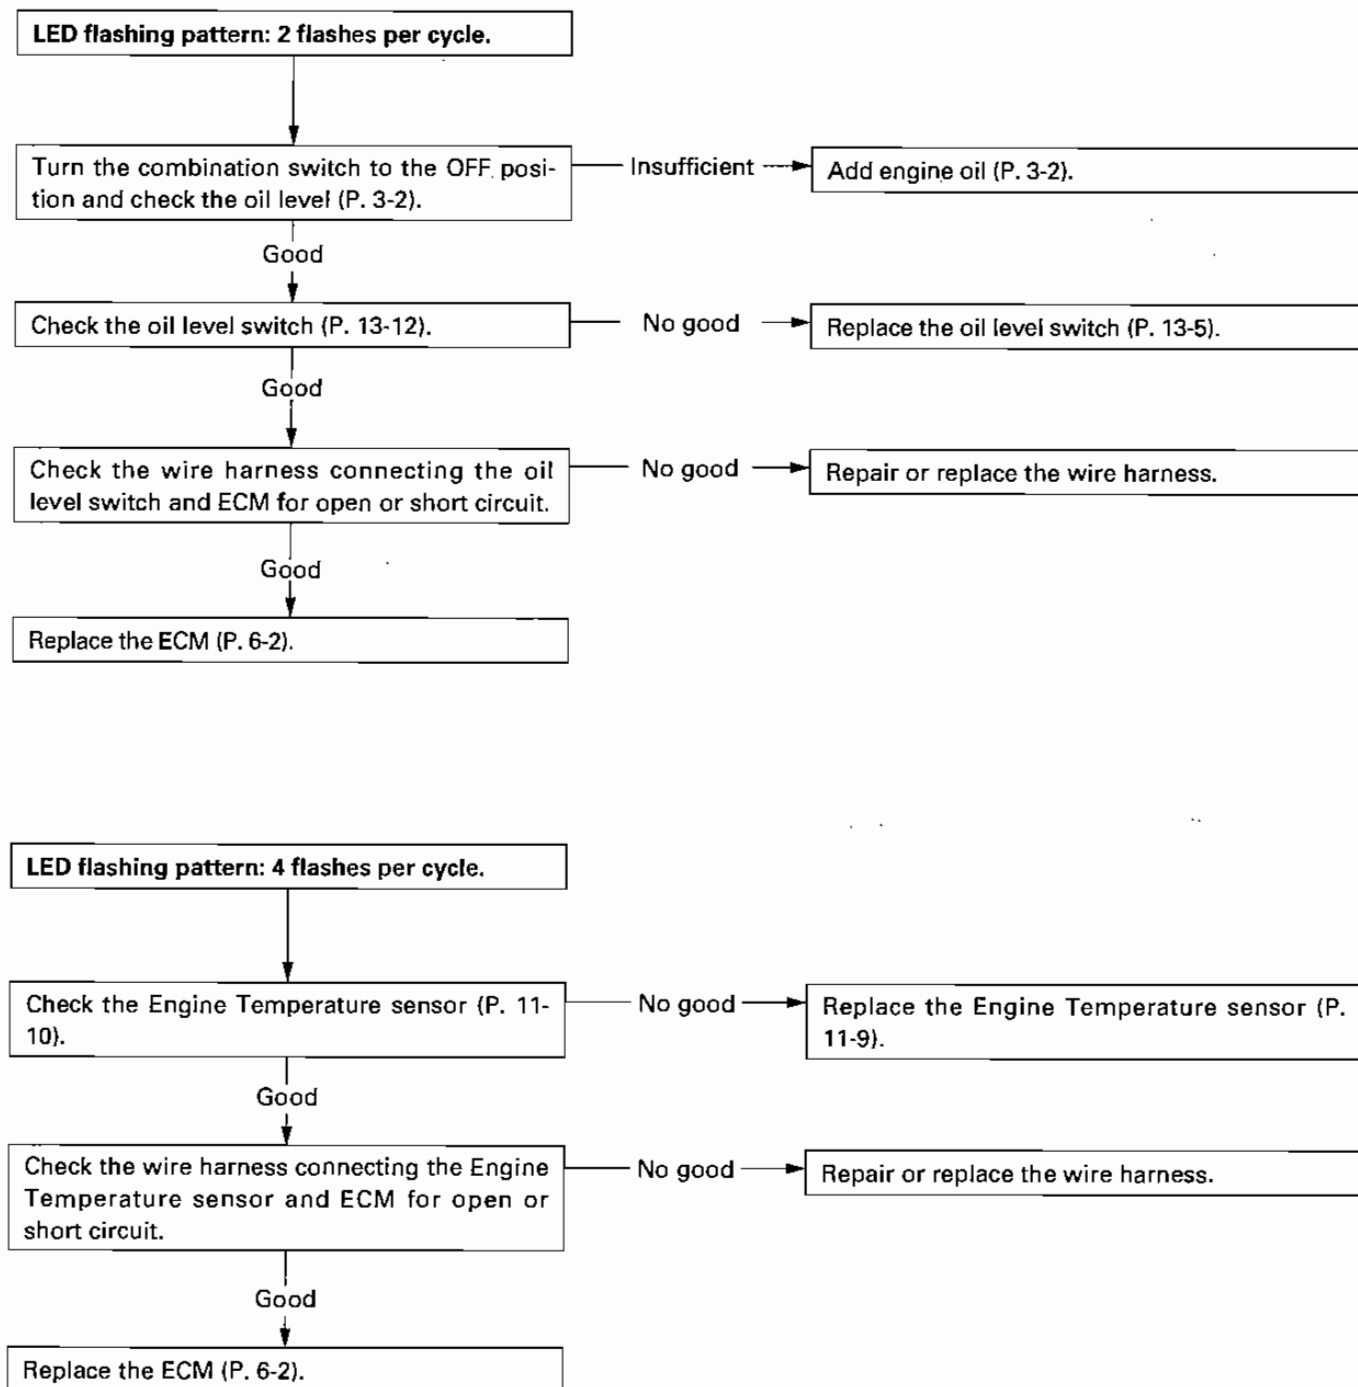 LED flashing pattern: 2 flashes per cycle.
Turn the combination switch to the OFF posi-
tion and check the oil level (P. 3-2).
Insufficient
Add engine oil (P. 3-2).
Good
Check the oil level switch (P. 13-12).
No good
Replace the oil level switch (P. 13-5).
Good
Check the wire harness connecting the oil
level switch and ECM for open or short circuit.
No good
Repair or replace the wire harness.
Good
Replace the ECM (P. 6-2).
LED flashing pattern: 4 flashes per cycle.
Check the Engine Temperature sensor (P. 11-
10).
No good
Replace the Engine Temperature sensor (P.
11-9).
Good
Check the wire harness connecting the Engine
Temperature sensor and ECM for open or
short circuit.
No good
Repair or replace the wire harness.
Good
Replace the ECM (P. 6-2).